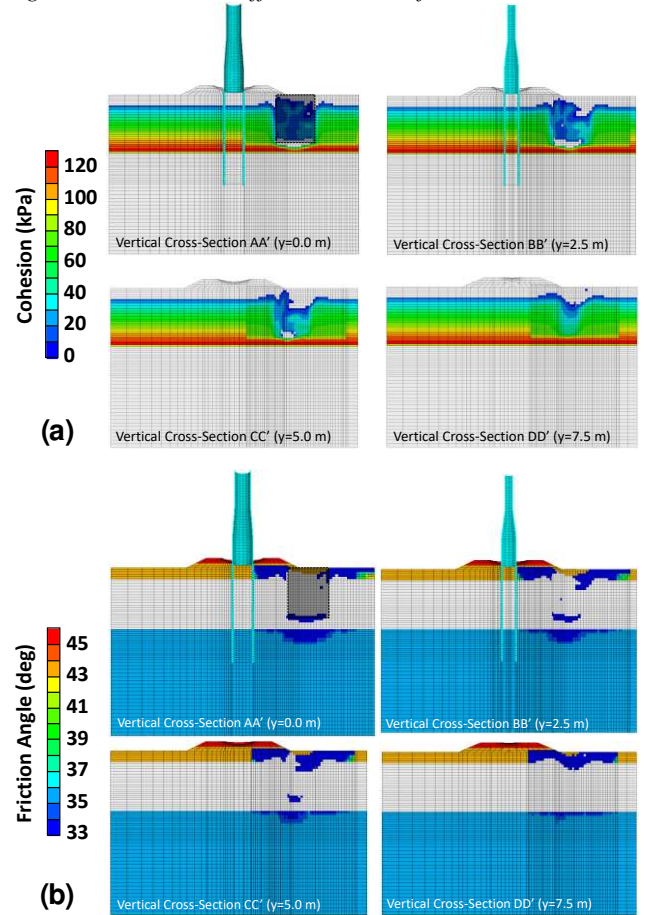 120
100
80
60
40
20
0
Cohesion (kPa)
Vertical Cross-Section AA’ (y=0.0 m)
Vertical Cross-Section BB’ (y=2.5 m)
Vertical Cross-Section CC’ (y=5.0 m)
Vertical Cross-Section DD’ (y=7.5 m)
(a)
45
43
41
39
37
35
33
Friction Angle (deg)
Vertical Cross-Section AA’ (y=0.0 m)
Vertical Cross-Section BB’ (y=2.5 m)
Vertical Cross-Section CC’ (y=5.0 m)
Vertical Cross-Section DD’ (y=7.5 m)
(b)